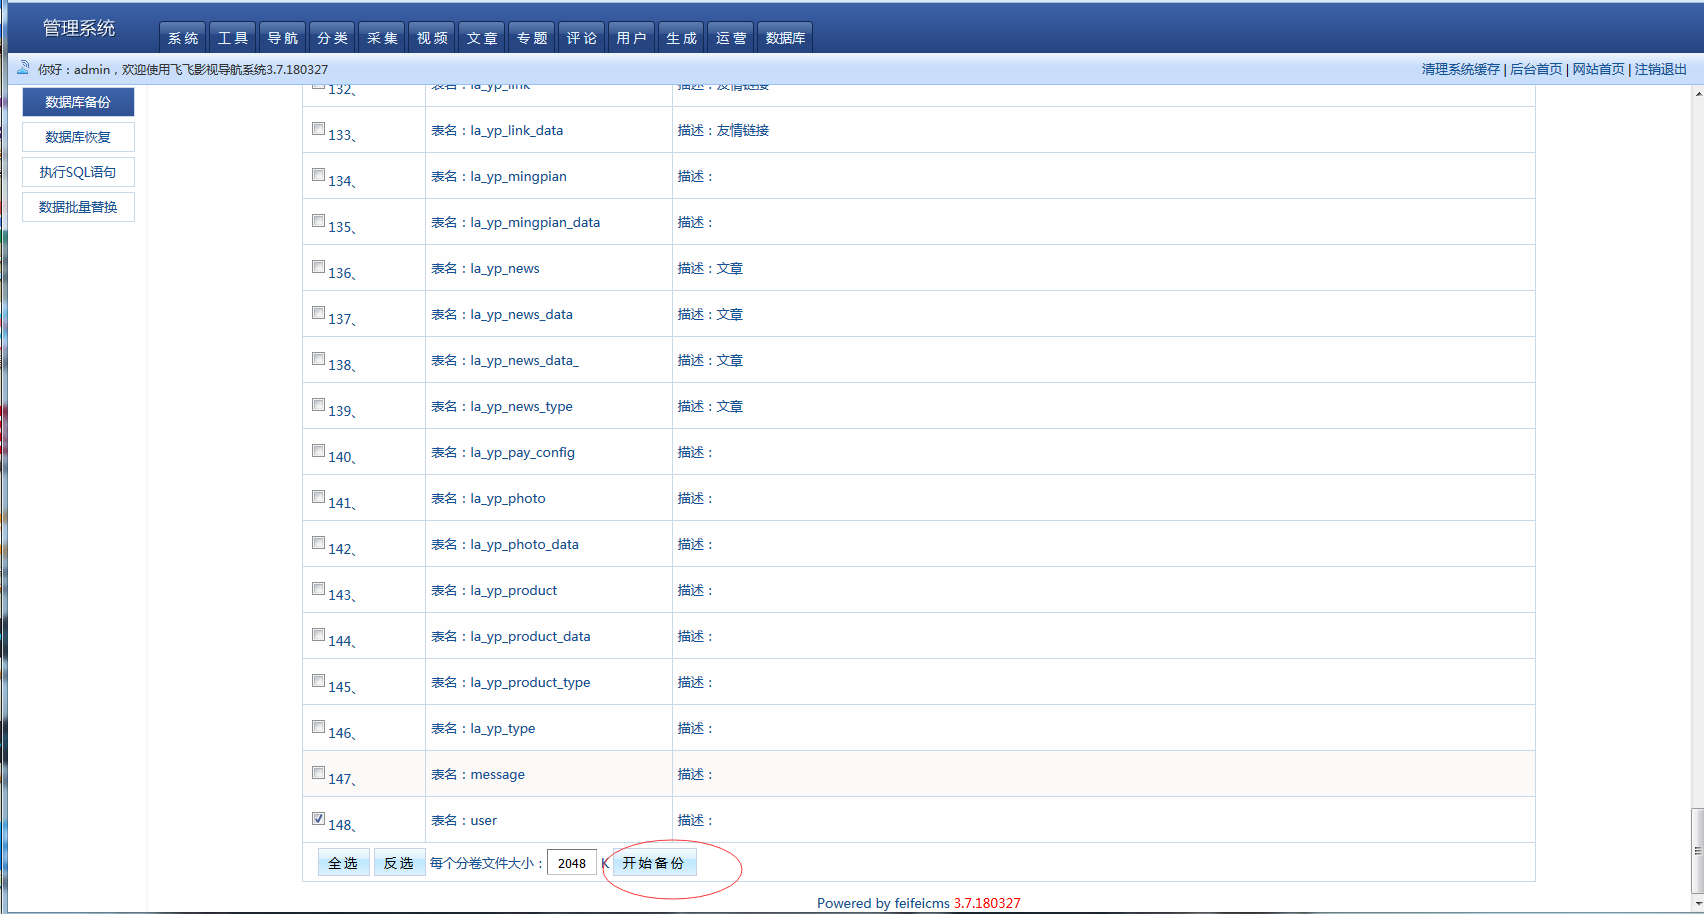 管理系统
系统 工具 导航 分类 采集 视频 文章 专题 评论 用户 生成 运营 数据库
你好：admin，欢迎使用飞飞影视导航系统3.7.180327
清理系统缓存 | 后台首页 | 网站首页 | 注销退出
数据库备份
数据库恢复
执行SQL语句
数据批量替换
132、 表名：la_yp_link 描述：友情链接
133、 表名：la_yp_link_data 描述：友情链接
134、 表名：la_yp_mingpian 描述：
135、 表名：la_yp_mingpian_data 描述：
136、 表名：la_yp_news 描述：文章
137、 表名：la_yp_news_data 描述：文章
138、 表名：la_yp_news_data_ 描述：文章
139、 表名：la_yp_news_type 描述：文章
140、 表名：la_yp_pay_config 描述：
141、 表名：la_yp_photo 描述：
142、 表名：la_yp_photo_data 描述：
143、 表名：la_yp_product 描述：
144、 表名：la_yp_product_data 描述：
145、 表名：la_yp_product_type 描述：
146、 表名：la_yp_type 描述：
147、 表名：message 描述：
148、 表名：user 描述：
全选 反选 每个分卷文件大小：2048 K 开始备份
Powered by feifeicms 3.7.180327